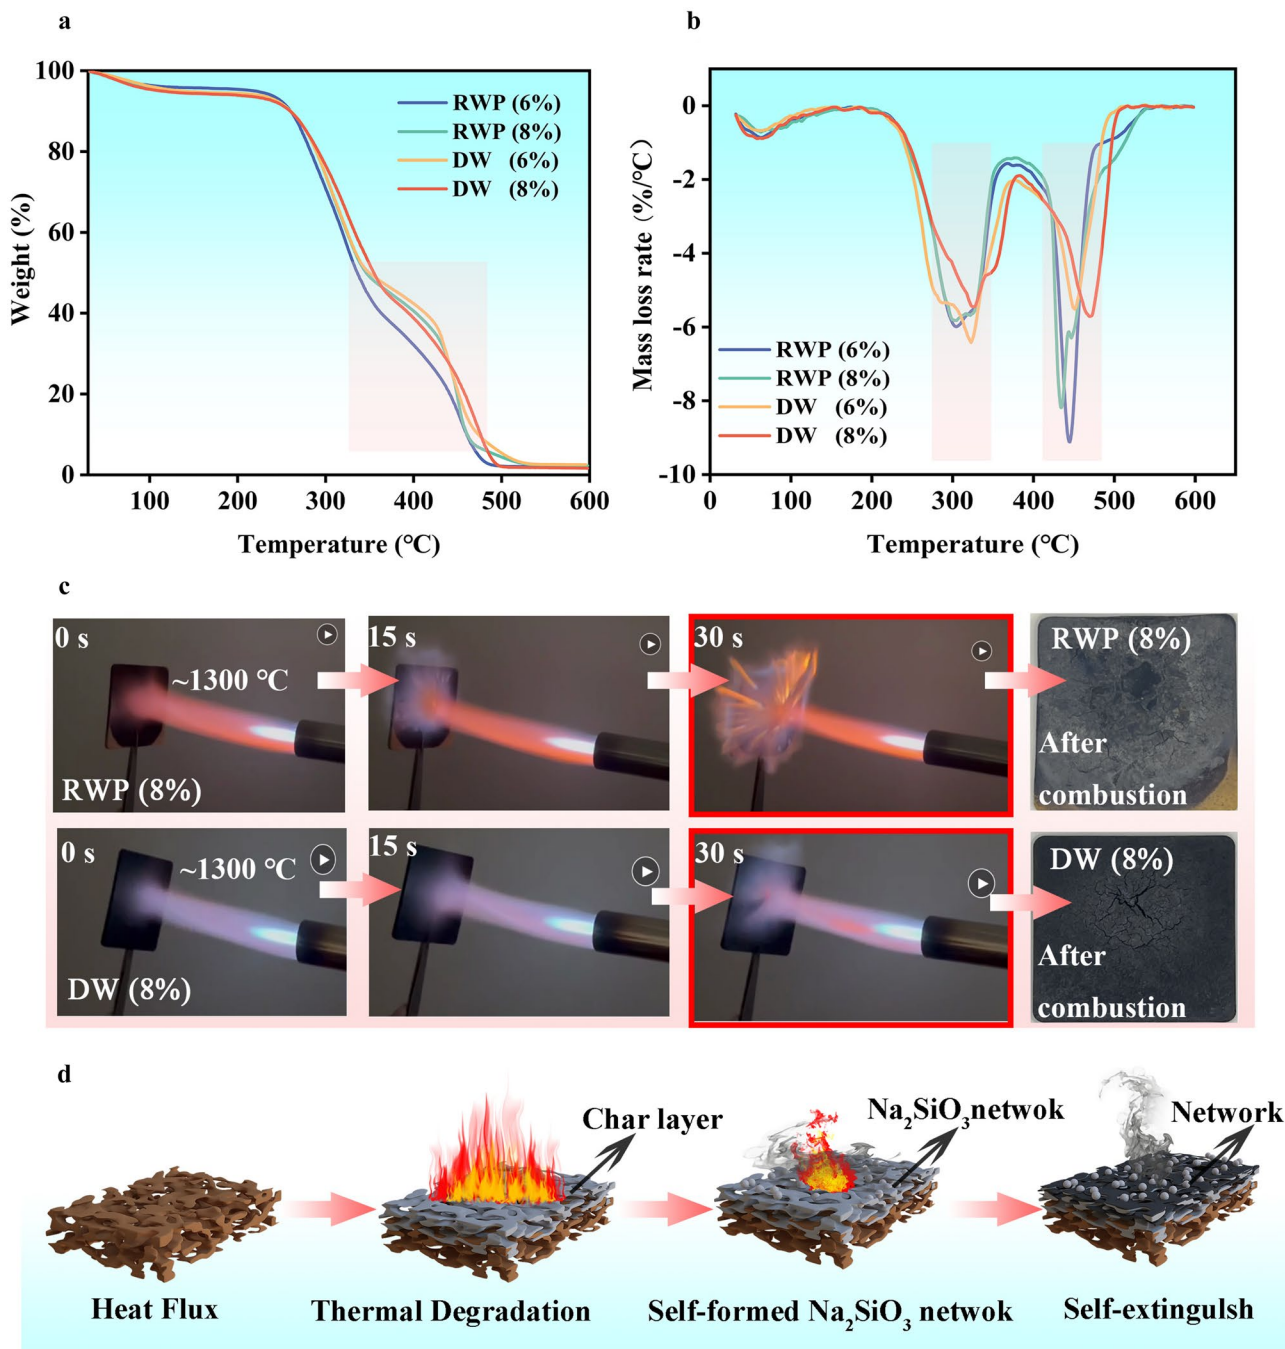 a
100
80
60
40
20
0
Weight (%)
RWP (6%)
RWP (8%)
DW (6%)
DW (8%)
100
200
300
400
500
600
Temperature (℃)
b
0
-2
-4
-6
-8
-10
Mass loss rate (%/℃)
RWP (6%)
RWP (8%)
DW (6%)
DW (8%)
0
100
200
300
400
500
600
Temperature (℃)
c
0 s
~1300 ℃
RWP (8%)
15 s
30 s
RWP (8%)
After
combustion
0 s
~1300 ℃
DW (8%)
15 s
30 s
DW (8%)
After
combustion
d
Char layer
Na₂SiO₃netwok
Network
Heat Flux
Thermal Degradation
Self-formed Na₂SiO₃ netwok
Self-extingulsh